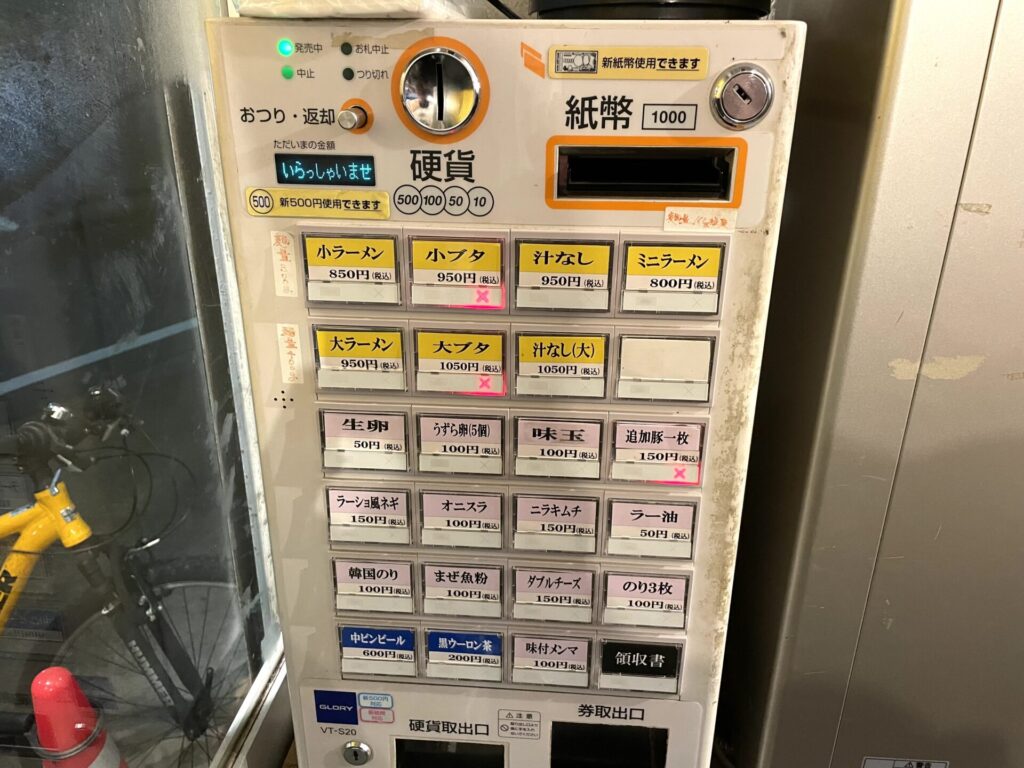 発売中 お札中止
中止 つり切れ
新紙幣使用できます
おつり・返却
紙幣 1000
ただいまの金額
いらっしゃいませ
硬貨
500 新500円使用できます
500 100 50 10
小ラーメン 850円(税込)
小ブタ 950円(税込)
汁なし 950円(税込)
ミニラーメン 800円(税込)
大ラーメン 950円(税込)
大ブタ 1050円(税込)
汁なし(大) 1050円(税込)
生卵 50円(税込)
うずら卵(5個) 100円(税込)
味玉 100円(税込)
追加豚一枚 150円(税込)
ラーショ風ネギ 150円(税込)
オニスラ 100円(税込)
ニラキムチ 150円(税込)
ラー油 50円(税込)
韓国のり 100円(税込)
まぜ魚粉 100円(税込)
ダブルチーズ 150円(税込)
のり3枚 100円(税込)
中ビンビール 600円(税込)
黒ウーロン茶 200円(税込)
味付メンマ 100円(税込)
領収書
GLORY
新500円
対応
新紙幣
対応
VT-S20
硬貨取出口
注意
券取出口